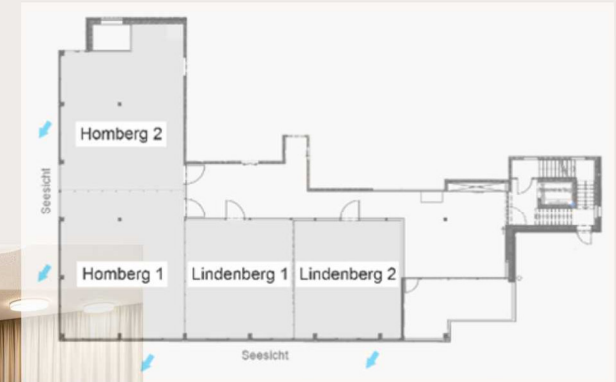 Homberg 2
Seesicht
Homberg 1
Lindenberg 1
Lindenberg 2
Seesicht